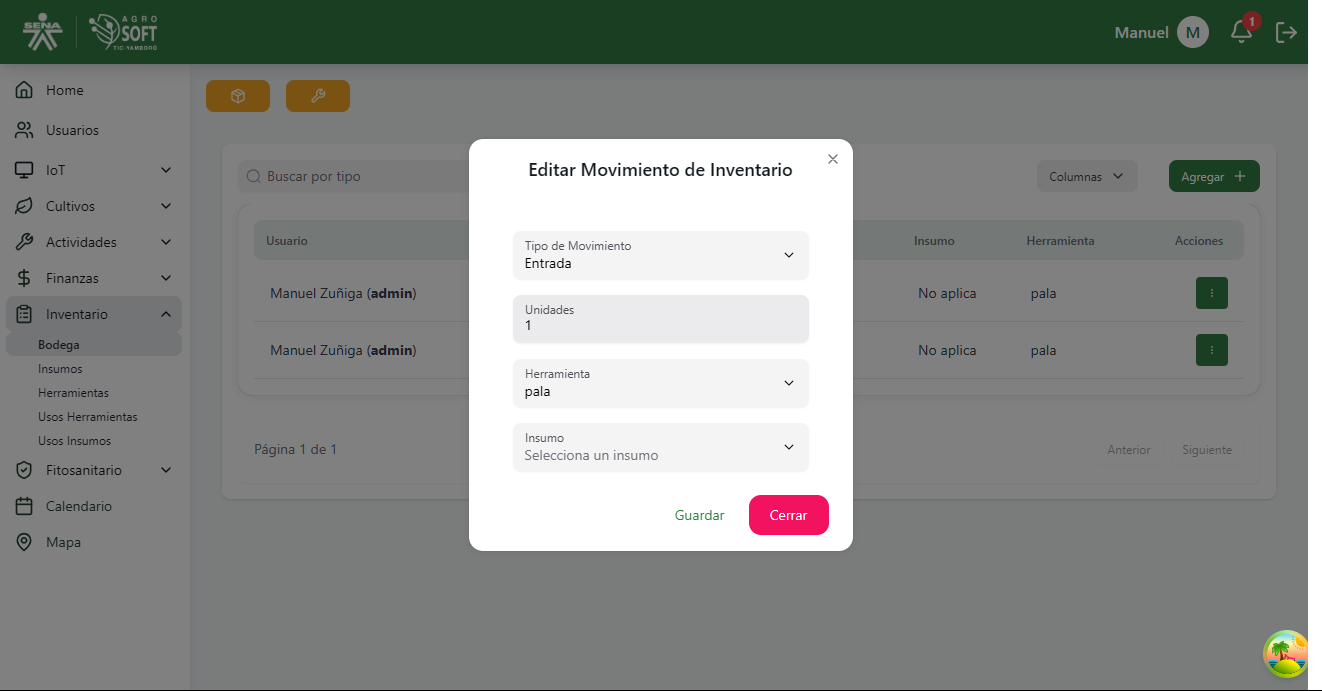 SENA
AGRO
SOFT
TIC-YAMBORÓ
Manuel
M
1
Home
Usuarios
IoT
Cultivos
Actividades
Finanzas
Inventario
Bodega
Insumos
Herramientas
Usos Herramientas
Usos Insumos
Fitosanitario
Calendario
Mapa
Buscar por tipo
Columnas
Agregar
Usuario
Insumo
Herramienta
Acciones
Manuel Zuñiga (admin)
No aplica
pala
Manuel Zuñiga (admin)
No aplica
pala
Página 1 de 1
Anterior
Siguiente
Editar Movimiento de Inventario
Tipo de Movimiento
Entrada
Unidades
1
Herramienta
pala
Insumo
Selecciona un insumo
Guardar
Cerrar